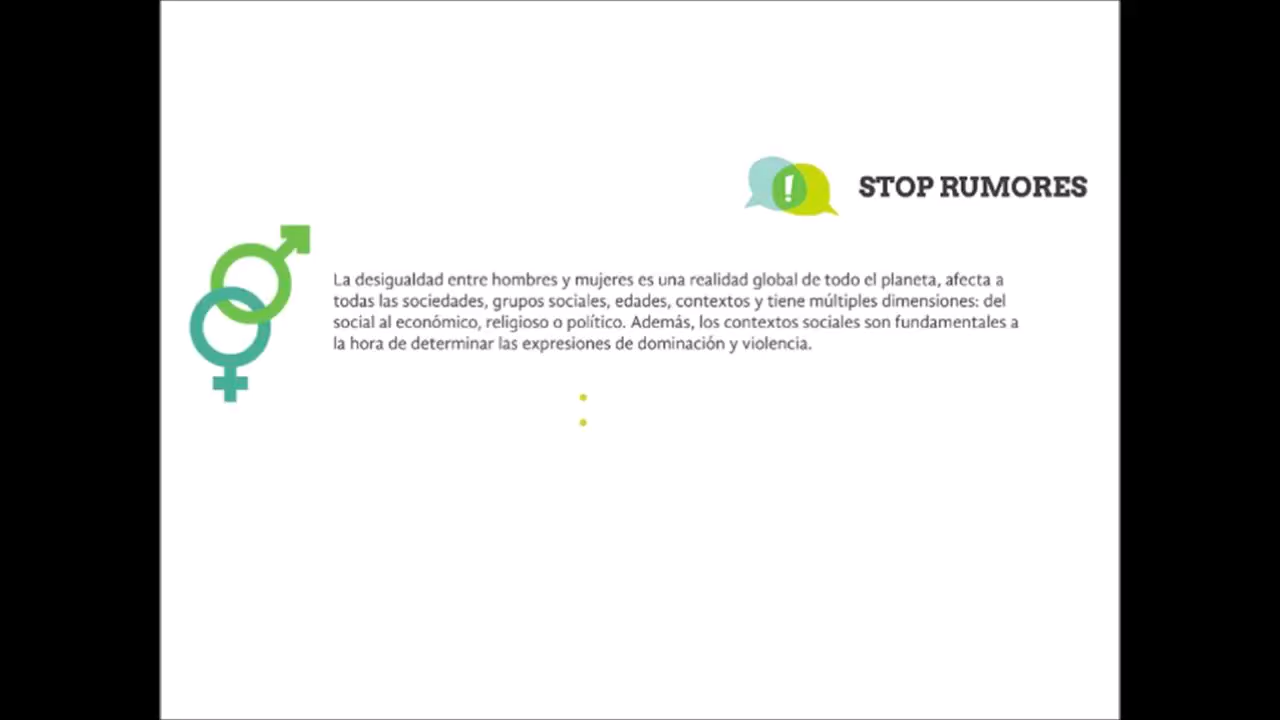 !
STOP RUMORES
La desigualdad entre hombres y mujeres es una realidad global de todo el planeta, afecta a
todas las sociedades, grupos sociales, edades, contextos y tiene múltiples dimensiones: del
social al económico, religioso o político. Además, los contextos sociales son fundamentales a
la hora de determinar las expresiones de dominación y violencia.